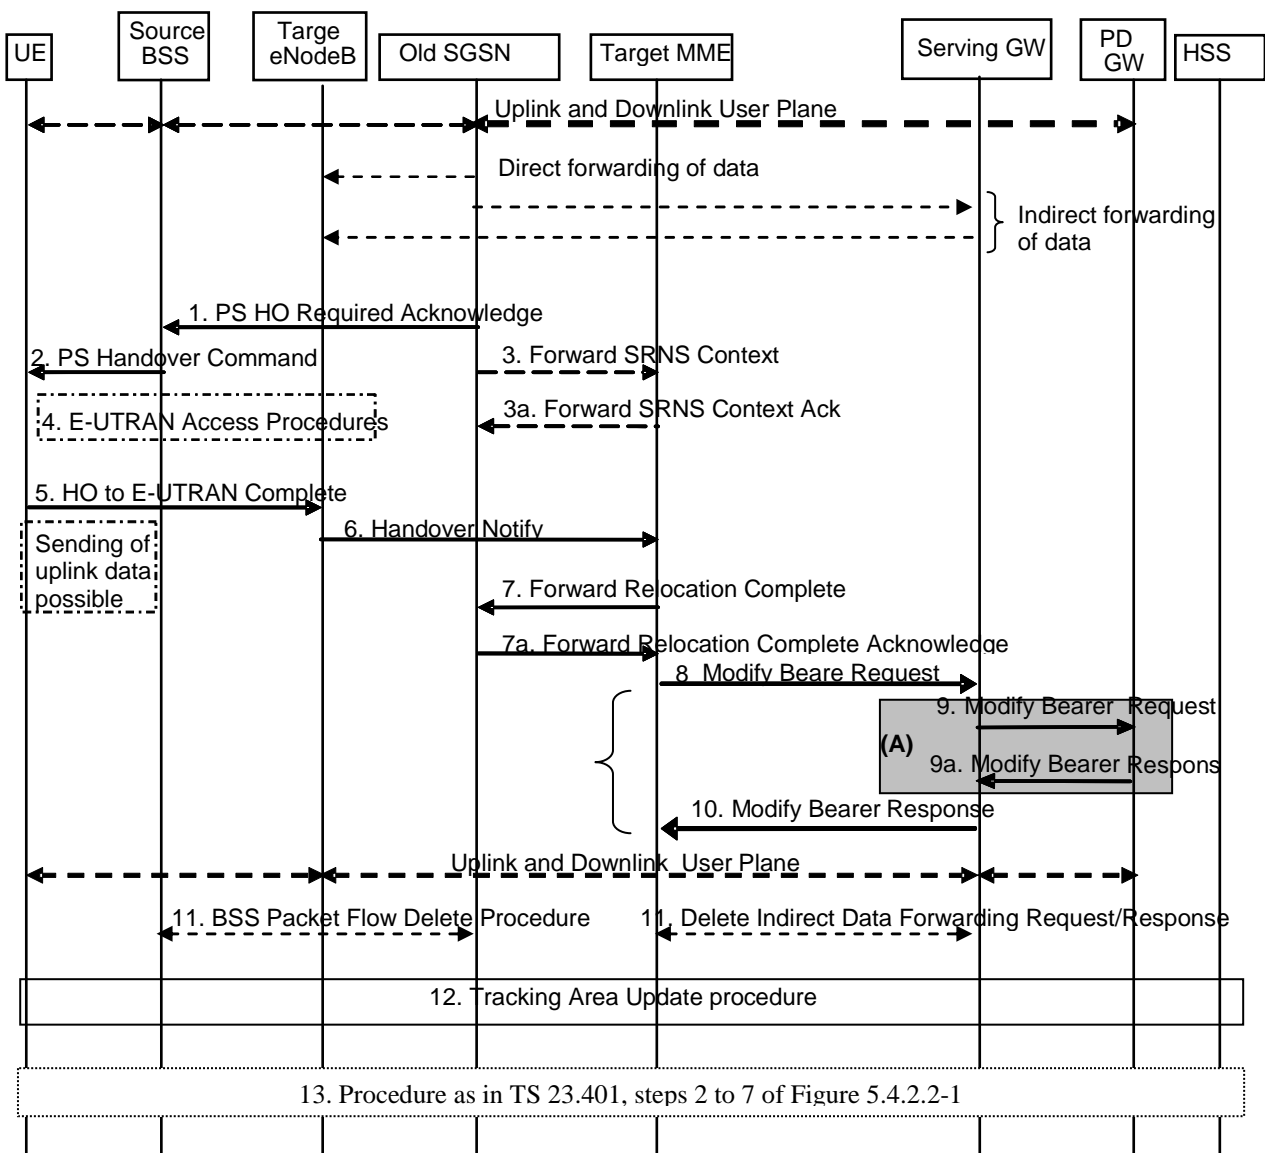 UE
Source
BSS
Targe
eNodeB
Old SGSN
Target MME
Serving GW
PD
GW
HSS
Uplink and Downlink User Plane
Direct forwarding of data
Indirect forwarding
of data
1. PS HO Required Acknowledge
2. PS Handover Command
3. Forward SRNS Context
4. E-UTRAN Access Procedures
3a. Forward SRNS Context Ack
5. HO to E-UTRAN Complete
6. Handover Notify
Sending of
uplink data
possible
7. Forward Relocation Complete
7a. Forward Relocation Complete Acknowledge
8 Modify Beare Request
9. Modify Bearer Request
(A)
9a. Modify Bearer Respons
10. Modify Bearer Response
Uplink and Downlink User Plane
11. BSS Packet Flow Delete Procedure
11. Delete Indirect Data Forwarding Request/Response
12. Tracking Area Update procedure
13. Procedure as in TS 23.401, steps 2 to 7 of Figure 5.4.2.2-1